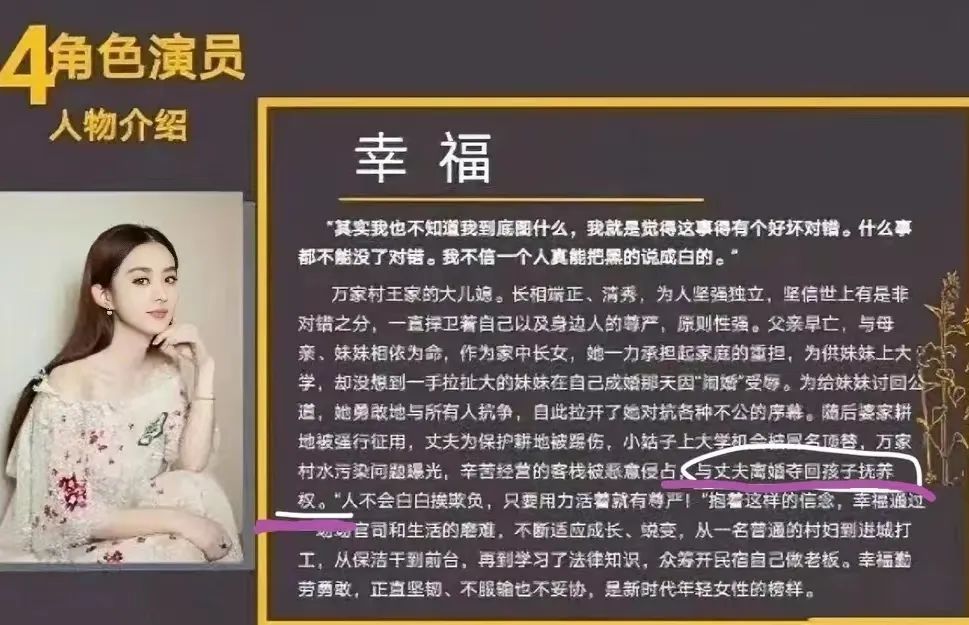 4角色演员
人物介绍
幸福
“其实我也不知道我到底图什么,我就是觉得这事得有个好坏对错。什么事
都不能没了对错。我不信一个人真能把黑的说成白的。”
万家村王家的大儿媳。长相端正、清秀,为人坚强独立,坚信世上有是非
对错之分,一直捍卫着自己以及身边人的尊严,原则性强。父亲早亡,与母
亲、妹妹相依为命,作为家中长女,她一力承担起家庭的重担,为供妹妹上大
学,却没想到一手拉扯大的妹妹在自己成婚那天因“闹婚”受辱。为给妹妹讨回公
道,她勇敢地与所有人抗争,自此拉开了她对抗各种不公的序幕。随后婆家耕
地被强行征用,丈夫为保护耕地被踢伤,小姑子上大学机会被冒名顶替,万家
村水污染问题曝光,辛苦经营的客栈被恶意侵占,与丈夫离婚夺回孩子抚养
权。“人不会白白挨欺负,只要用力活着就有尊严!”抱着这样的信念,幸福通过
一场场官司和生活的磨难,不断适应成长、蜕变,从一名普通的村妇到进城打
工,从保洁干到前台,再到学习了法律知识,众筹开民宿自己做老板。幸福勤
劳勇敢,正直坚韧、不服输也不妥协,是新时代年轻女性的榜样。